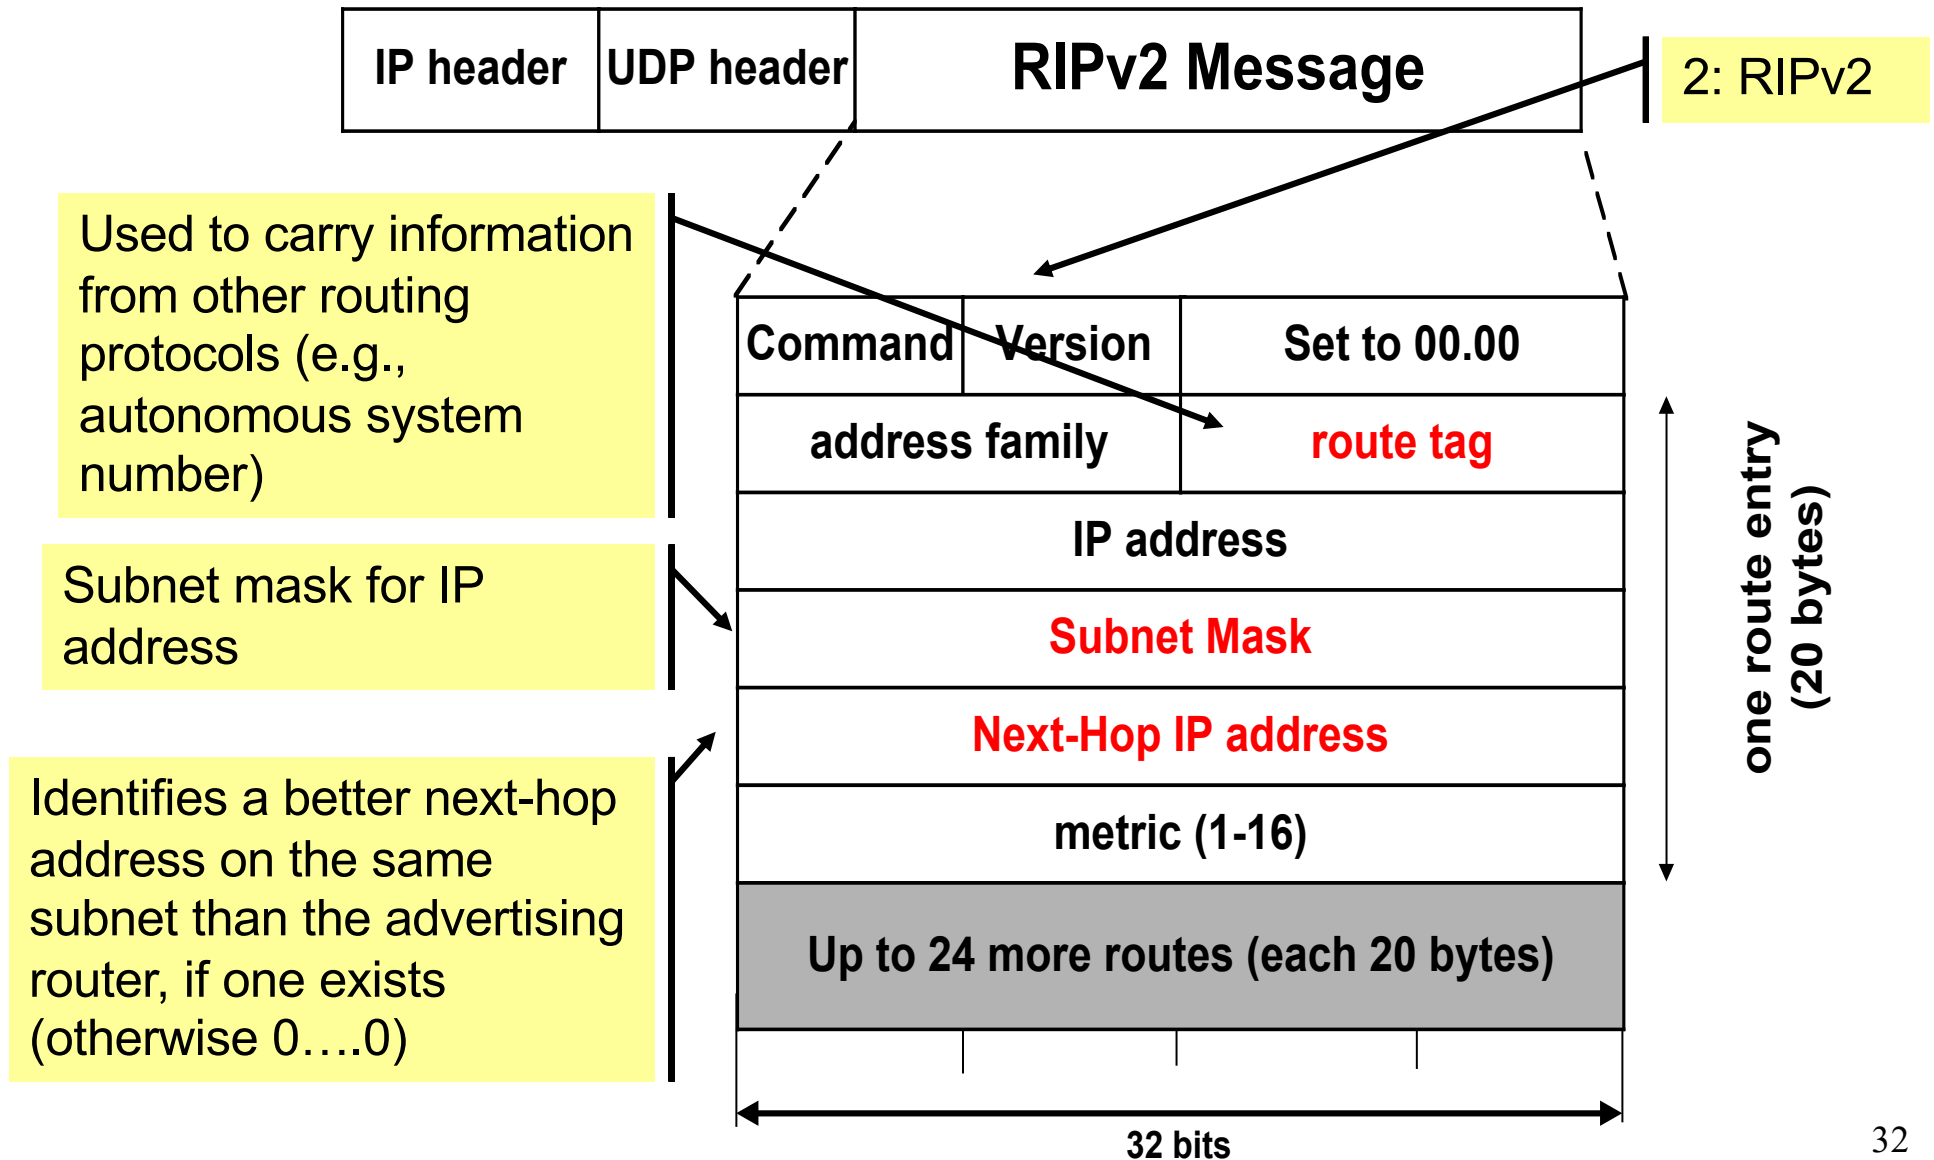 IP header
UDP header
RIPv2 Message
2: RIPv2
Used to carry information
from other routing
protocols (e.g.,
autonomous system
number)
Command
Version
Set to 00.00
address family
route tag
IP address
Subnet mask for IP
address
Subnet Mask
Next-Hop IP address
Identifies a better next-hop
address on the same
subnet than the advertising
router, if one exists
(otherwise 0….0)
metric (1-16)
one route entry
(20 bytes)
Up to 24 more routes (each 20 bytes)
32 bits
32